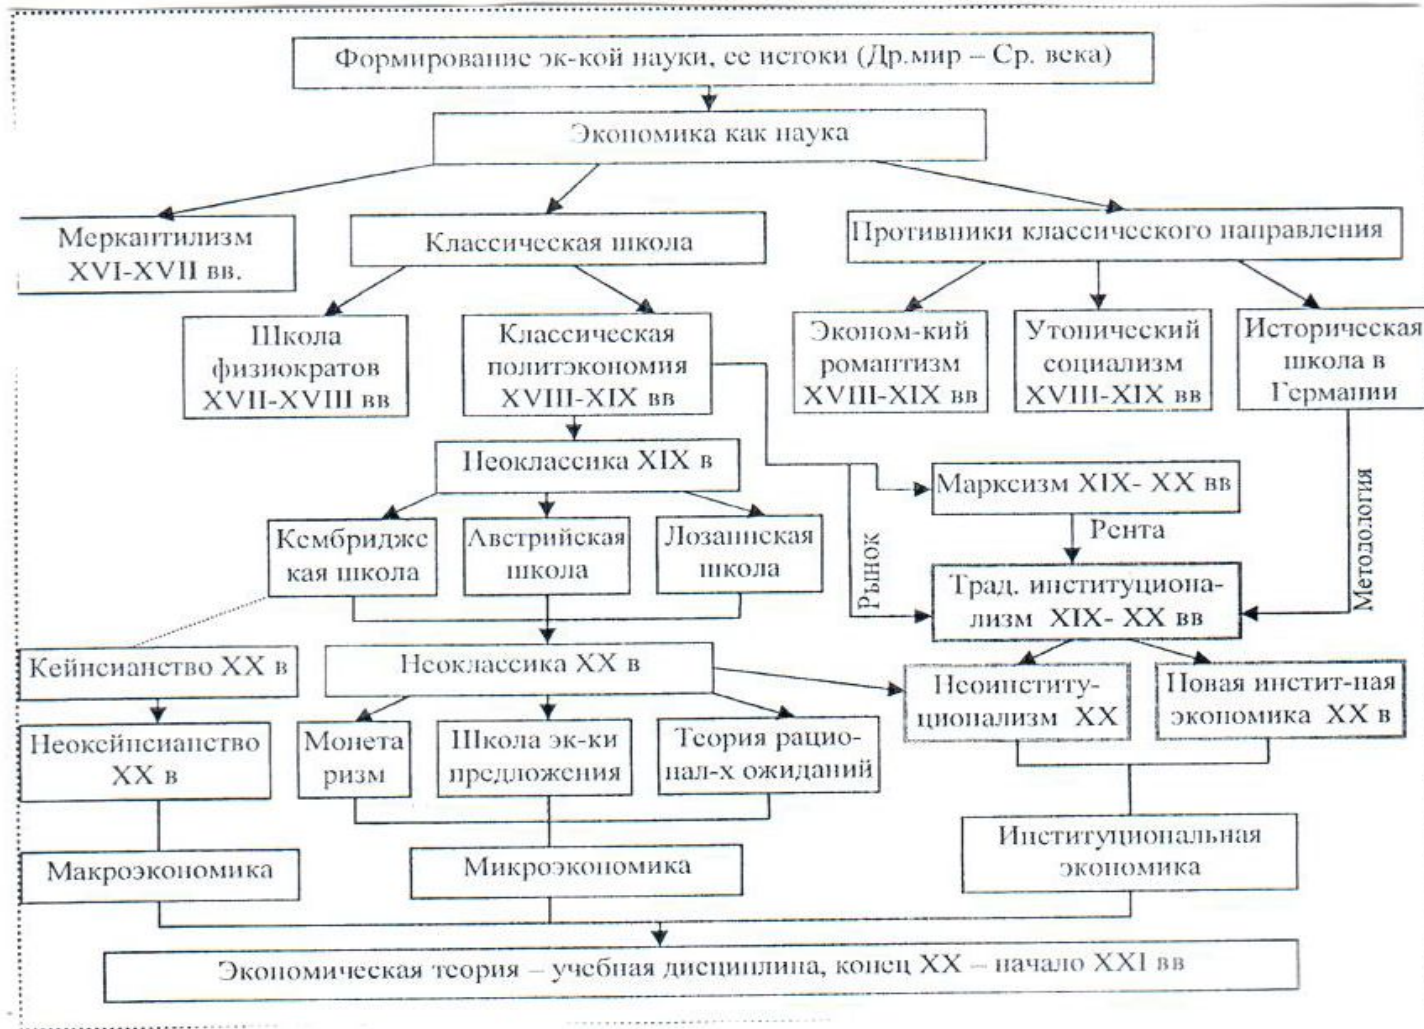 Формирование эк-кой науки, ее истоки (Др.мир – Ср. века)
Экономика как наука
Меркантилизм
XVI-XVII вв.
Классическая школа
Противники классического направления
Школа
физиократов
XVII-XVIII вв
Классическая
политэкономия
XVIII-XIX вв
Эконом-кий
романтизм
XVIII-XIX вв
Утопический
социализм
XVIII-XIX вв
Историческая
школа в
Германии
Неоклассика XIX в
Марксизм XIX- XX вв
Рента
Рынок
Методология
Кембриджс
кая школа
Австрийская
школа
Лозаннская
школа
Трад. институциона-
лизм XIX- XX вв
Кейнсианство XX в
Неоклассика XX в
Неоинститу-
ционализм XX
Новая инстит-ная
экономика XX в
Неокейнсианство
XX в
Монета
ризм
Школа эк-ки
предложения
Теория рацио-
нал-х ожиданий
Макроэкономика
Микроэкономика
Институциональная
экономика
Экономическая теория – учебная дисциплина, конец XX – начало XXI вв